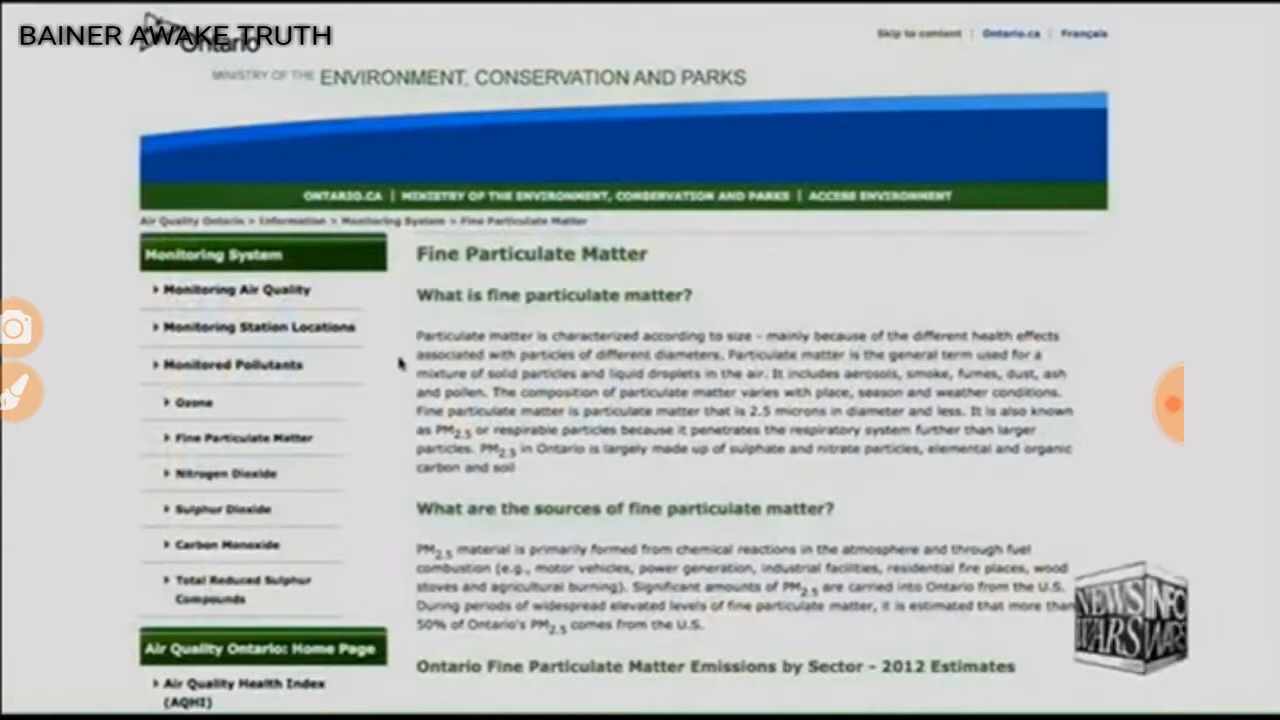 BAINER AWAKE TRUTH
Ontario
Skip to content | Ontario.ca | Français
MINISTRY OF THE ENVIRONMENT, CONSERVATION AND PARKS
ONTARIO.CA | MINISTRY OF THE ENVIRONMENT, CONSERVATION AND PARKS | ACCESS ENVIRONMENT
Air Quality Ontario > Information > Monitoring System > Fine Particulate Matter
Monitoring System
Monitoring Air Quality
Monitoring Station Locations
Monitored Pollutants
Ozone
Fine Particulate Matter
Nitrogen Dioxide
Sulphur Dioxide
Carbon Monoxide
Total Reduced Sulphur
Compounds
Air Quality Ontario: Home Page
Air Quality Health Index
(AQHI)
Fine Particulate Matter
What is fine particulate matter?
Particulate matter is characterized according to size - mainly because of the different health effects
associated with particles of different diameters. Particulate matter is the general term used for a
mixture of solid particles and liquid droplets in the air. It includes aerosols, smoke, fumes, dust, ash
and pollen. The composition of particulate matter varies with place, season and weather conditions.
Fine particulate matter is particulate matter that is 2.5 microns in diameter and less. It is also known
as PM2.5 or respirable particles because it penetrates the respiratory system further than larger
particles. PM2.5 in Ontario is largely made up of sulphate and nitrate particles, elemental and organic
carbon and soil
What are the sources of fine particulate matter?
PM2.5 material is primarily formed from chemical reactions in the atmosphere and through fuel
combustion (e.g., motor vehicles, power generation, industrial facilities, residential fire places, wood
stoves and agricultural burning). Significant amounts of PM2.5 are carried into Ontario from the U.S.
During periods of widespread elevated levels of fine particulate matter, it is estimated that more than
50% of Ontario's PM2.5 comes from the U.S.
Ontario Fine Particulate Matter Emissions by Sector - 2012 Estimates
NEWS INFO
WARS WARS